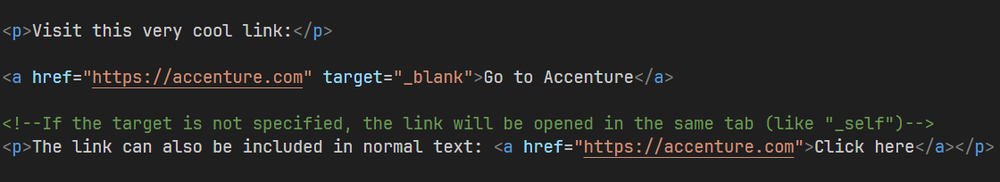 <p>Visit this very cool link:</p>
<a href="https://accenture.com" target="_blank">Go to Accenture</a>
<!--If the target is not specified, the link will be opened in the same tab (like "_self")-->
<p>The link can also be included in normal text: <a href="https://accenture.com">Click here</a></p>